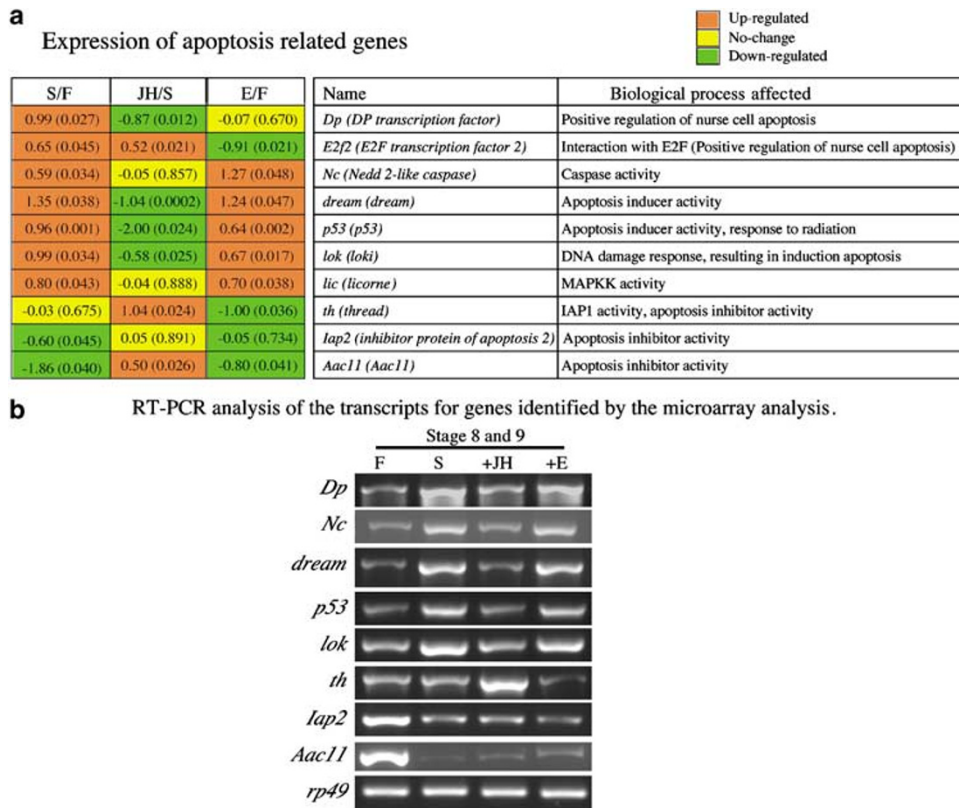 a
Expression of apoptosis related genes
Up-regulated
No-change
Down-regulated
S/F JH/S E/F Name Biological process affected
0.99 (0.027) -0.87 (0.012) -0.07 (0.670) Dp (DP transcription factor) Positive regulation of nurse cell apoptosis
0.65 (0.045) 0.52 (0.021) -0.91 (0.021) E2f2 (E2F transcription factor 2) Interaction with E2F (Positive regulation of nurse cell apoptosis)
0.59 (0.034) -0.05 (0.857) 1.27 (0.048) Nc (Nedd 2-like caspase) Caspase activity
1.35 (0.038) -1.04 (0.0002) 1.24 (0.047) dream (dream) Apoptosis inducer activity
0.96 (0.001) -2.00 (0.024) 0.64 (0.002) p53 (p53) Apoptosis inducer activity, response to radiation
0.99 (0.034) -0.58 (0.025) 0.67 (0.017) lok (loki) DNA damage response, resulting in induction apoptosis
0.80 (0.043) -0.04 (0.888) 0.70 (0.038) lic (licorne) MAPKK activity
-0.03 (0.675) 1.04 (0.024) -1.00 (0.036) th (thread) IAP1 activity, apoptosis inhibitor activity
-0.60 (0.045) 0.05 (0.891) -0.05 (0.734) Iap2 (inhibitor protein of apoptosis 2) Apoptosis inhibitor activity
-1.86 (0.040) 0.50 (0.026) -0.80 (0.041) Aac11 (Aac11) Apoptosis inhibitor activity
b
RT-PCR analysis of the transcripts for genes identified by the microarray analysis.
Stage 8 and 9
F S +JH +E
Dp
Nc
dream
p53
lok
th
Iap2
Aac11
rp49